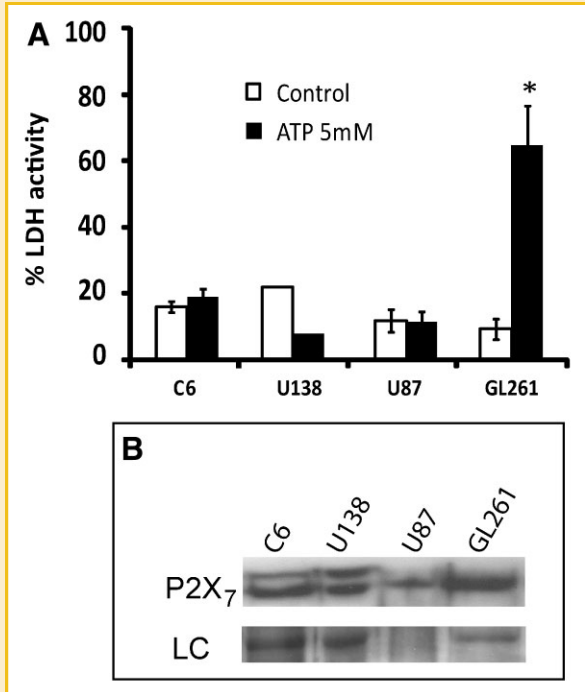 A
100
80
60
40
20
0
% LDH activity
Control
ATP 5mM
*
C6
U138
U87
GL261
B
C6
U138
U87
GL261
P2X7
LC